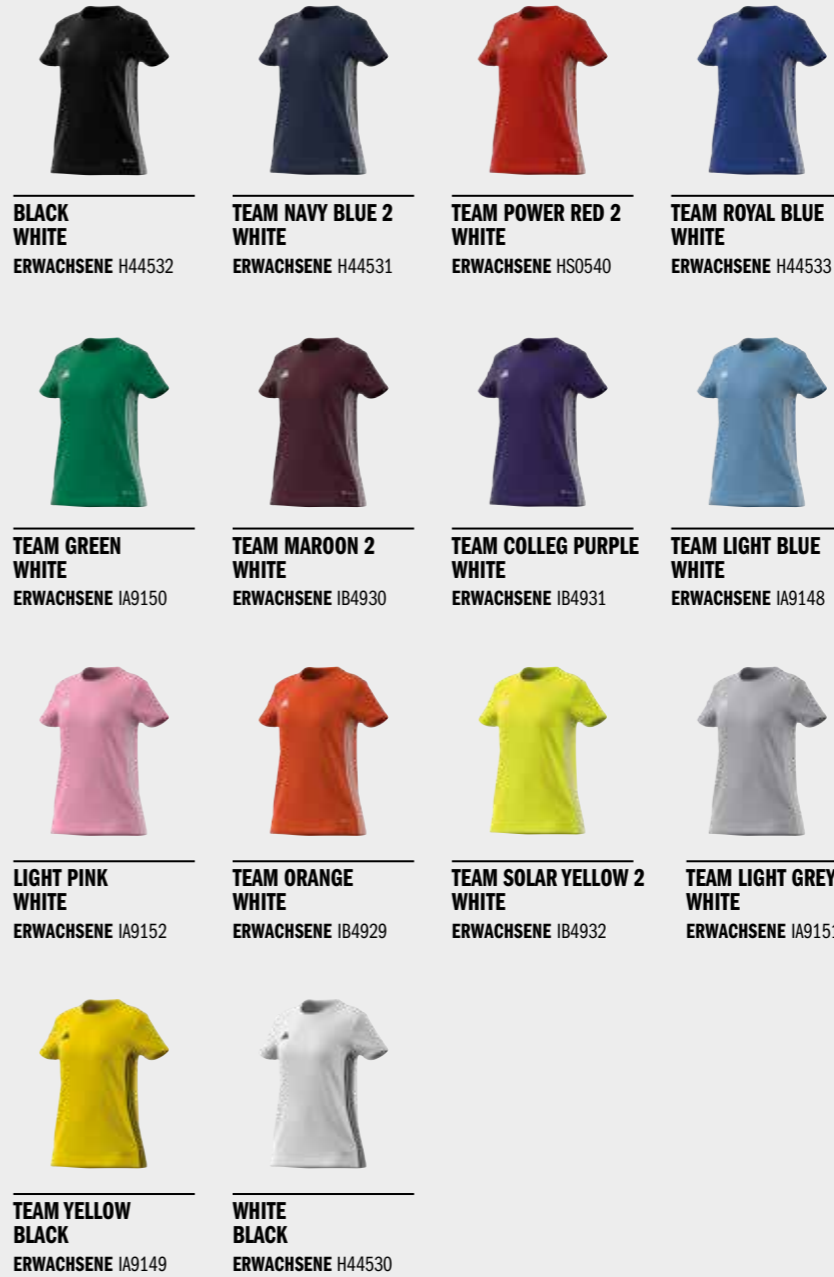 BLACK
WHITE
ERWACHSENE H44532
TEAM NAVY BLUE 2
WHITE
ERWACHSENE H44531
TEAM POWER RED 2
WHITE
ERWACHSENE HS0540
TEAM ROYAL BLUE
WHITE
ERWACHSENE H44533
TEAM GREEN
WHITE
ERWACHSENE IA9150
TEAM MAROON 2
WHITE
ERWACHSENE IB4930
TEAM COLLEG PURPLE
WHITE
ERWACHSENE IB4931
TEAM LIGHT BLUE
WHITE
ERWACHSENE IA9148
LIGHT PINK
WHITE
ERWACHSENE IA9152
TEAM ORANGE
WHITE
ERWACHSENE IB4929
TEAM SOLAR YELLOW 2
WHITE
ERWACHSENE IB4932
TEAM LIGHT GREY
WHITE
ERWACHSENE IA9151
TEAM YELLOW
BLACK
ERWACHSENE IA9149
WHITE
BLACK
ERWACHSENE H44530